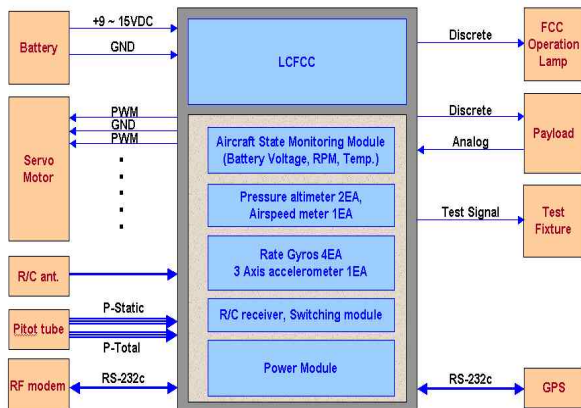 Battery
+9 ~ 15VDC
GND
LCFCC
Discrete
FCC
Operation
Lamp
Servo
Motor
PWM
GND
PWM
Aircraft State Monitoring Module
(Battery Voltage, RPM, Temp.)
Discrete
Analog
Payload
Pressure altimeter 2EA,
Airspeed meter 1EA
Test Signal
Test
Fixture
R/C ant.
Rate Gyros 4EA
3 Axis accelerometer 1EA
Pitot tube
P-Static
P-Total
R/C receiver, Switching module
RF modem
RS-232c
Power Module
RS-232c
GPS